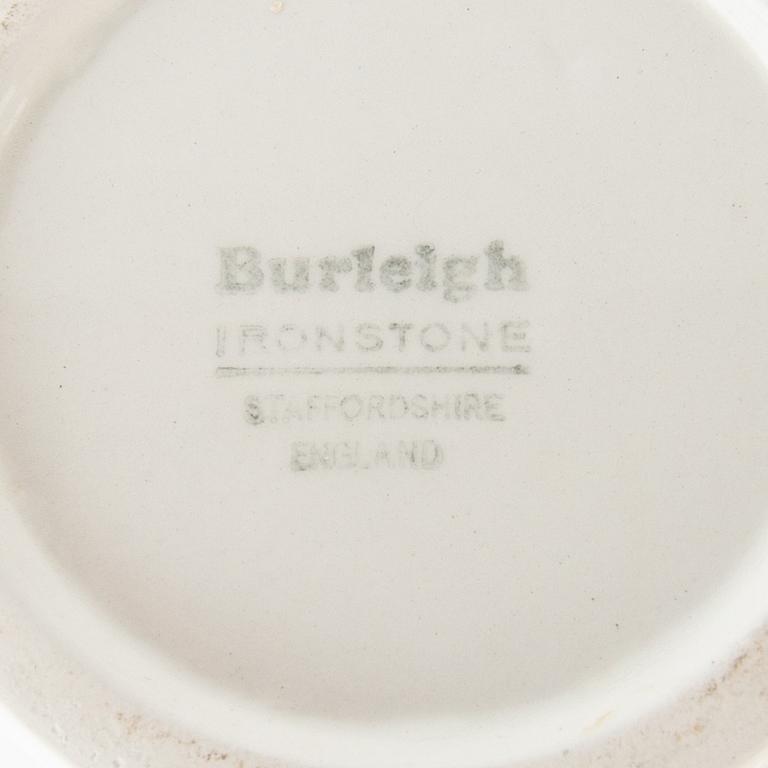 Burleigh
IRONSTONE
STAFFORDSHIRE
ENGLAND